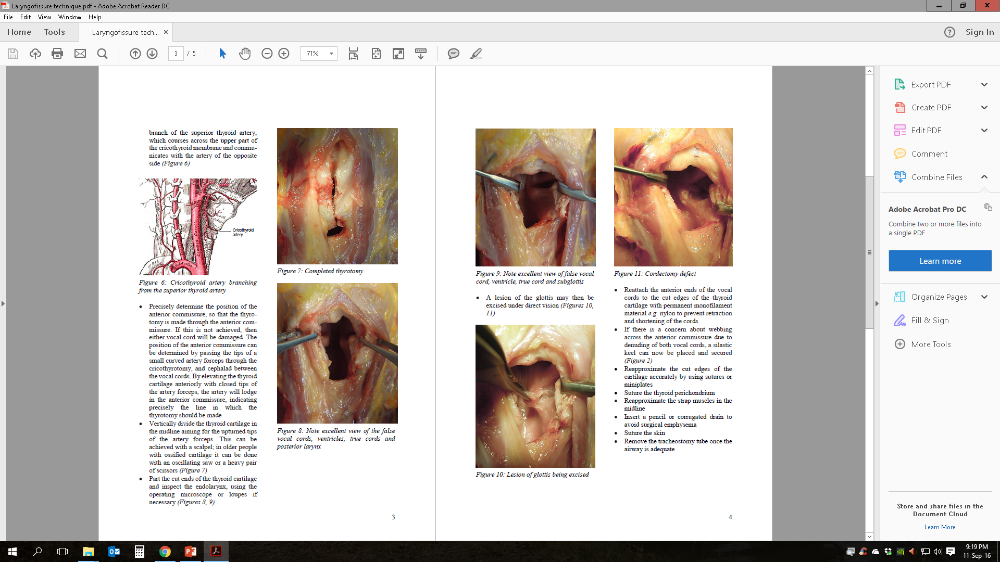 Laryngofissure technique.pdf - Adobe Acrobat Reader DC
File Edit View Window Help
Home Tools Laryngofissure tech... × Sign In
3 / 5 71%
branch of the superior thyroid artery,
which courses across the upper part of
the cricothyroid membrane and commu-
nicates with the artery of the opposite
side (Figure 6)
Cricothyroid
artery
Figure 6: Cricothyroid artery branching
from the superior thyroid artery
• Precisely determine the position of the
anterior commissure, so that the thyro-
tomy is made through the anterior com-
missure. If this is not achieved, then
either vocal cord will be damaged. The
position of the anterior commissure can
be determined by passing the tips of a
small curved artery forceps through the
cricothyrotomy, and cephalad between
the vocal cords. By elevating the thyroid
cartilage anteriorly with closed tips of
the artery forceps, the artery will lodge
in the anterior commissure, indicating
precisely the line in which the
thyrotomy should be made
• Vertically divide the thyroid cartilage in
the midline aiming for the upturned tips
of the artery forceps. This can be
achieved with a scalpel; in older people
with ossified cartilage it can be done
with an oscillating saw or a heavy pair
of scissors (Figure 7)
• Part the cut ends of the thyroid cartilage
and inspect the endolarynx, using the
operating microscope or loupes if
necessary (Figures 8, 9)
Figure 7: Completed thyrotomy
Figure 8: Note excellent view of the false
vocal cords, ventricles, true cords and
posterior larynx
3
Figure 9: Note excellent view of false vocal
cord, ventricle, true cord and subglottis
• A lesion of the glottis may then be
excised under direct vision (Figures 10,
11)
Figure 10: Lesion of glottis being excised
Figure 11: Cordectomy defect
• Reattach the anterior ends of the vocal
cords to the cut edges of the thyroid
cartilage with permanent monofilament
material e.g. nylon to prevent retraction
and shortening of the cords
• If there is a concern about webbing
across the anterior commissure due to
denuding of both vocal cords, a silastic
keel can now be placed and secured
(Figure 2)
• Reapproximate the cut edges of the
cartilage accurately by using sutures or
miniplates
• Suture the thyroid perichondrium
• Reapproximate the strap muscles in the
midline
• Insert a pencil or corrugated drain to
avoid surgical emphysema
• Suture the skin
• Remove the tracheostomy tube once the
airway is adequate
4
Export PDF
Create PDF
Edit PDF
Comment
Combine Files
Adobe Acrobat Pro DC
Combine two or more files into
a single PDF
Learn more
Organize Pages
Fill & Sign
More Tools
Store and share files in the
Document Cloud
Learn More
9:19 PM
11-Sep-16